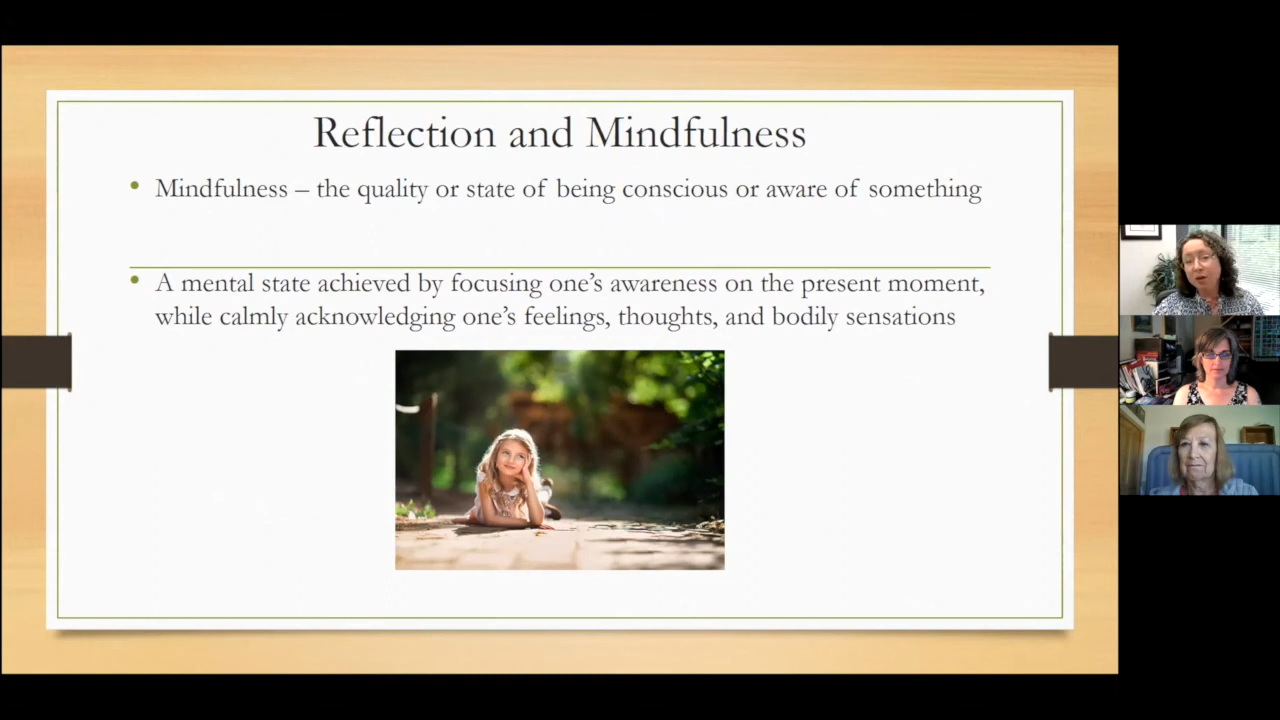 Reflection and Mindfulness
• Mindfulness – the quality or state of being conscious or aware of something
• A mental state achieved by focusing one’s awareness on the present moment,
while calmly acknowledging one’s feelings, thoughts, and bodily sensations